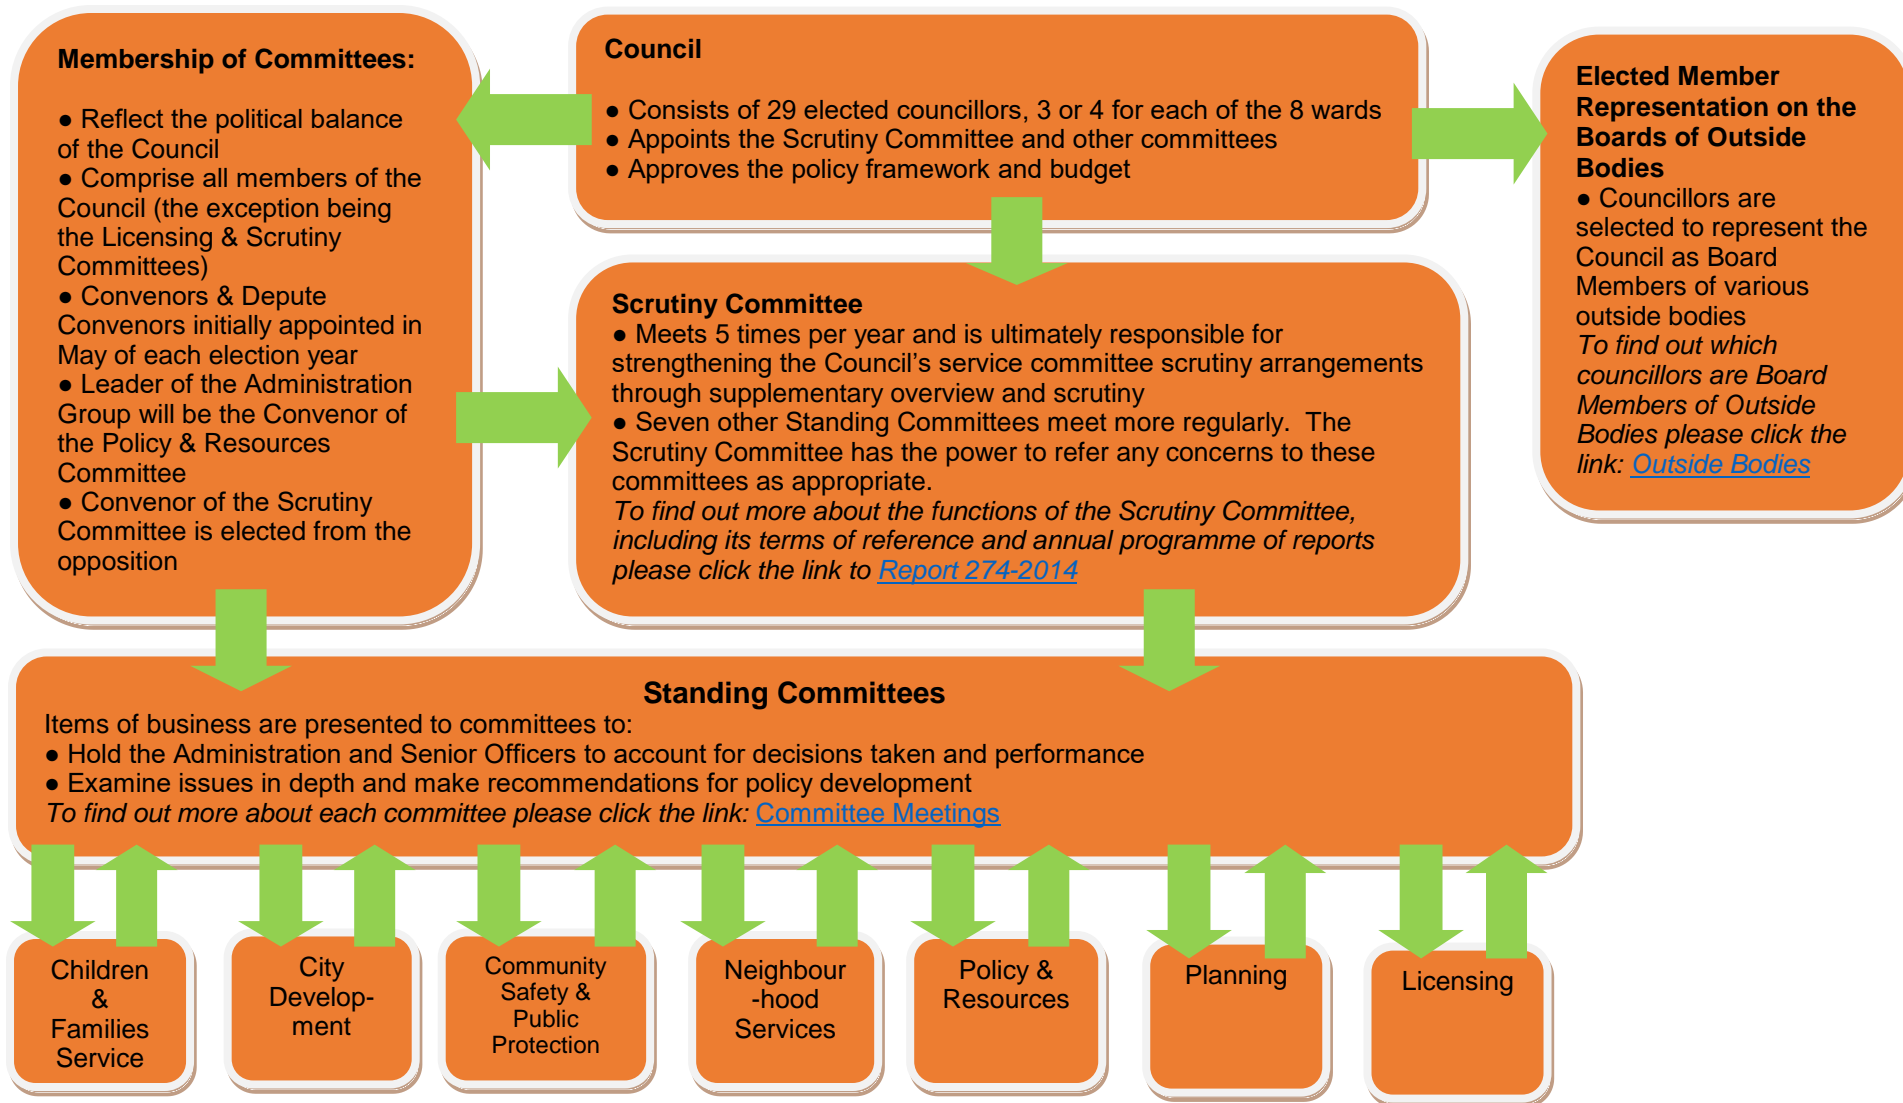 Membership of Committees:
● Reflect the political balance
of the Council
● Comprise all members of the
Council (the exception being
the Licensing & Scrutiny
Committees)
● Convenors & Depute
Convenors initially appointed in
May of each election year
● Leader of the Administration
Group will be the Convenor of
the Policy & Resources
Committee
● Convenor of the Scrutiny
Committee is elected from the
opposition
Council
● Consists of 29 elected councillors, 3 or 4 for each of the 8 wards
● Appoints the Scrutiny Committee and other committees
● Approves the policy framework and budget
Elected Member
Representation on the
Boards of Outside
Bodies
● Councillors are
selected to represent the
Council as Board
Members of various
outside bodies
To find out which
councillors are Board
Members of Outside
Bodies please click the
link: Outside Bodies
Scrutiny Committee
● Meets 5 times per year and is ultimately responsible for
strengthening the Council’s service committee scrutiny arrangements
through supplementary overview and scrutiny
● Seven other Standing Committees meet more regularly.  The
Scrutiny Committee has the power to refer any concerns to these
committees as appropriate.
To find out more about the functions of the Scrutiny Committee,
including its terms of reference and annual programme of reports
please click the link to Report 274-2014
Standing Committees
Items of business are presented to committees to:
● Hold the Administration and Senior Officers to account for decisions taken and performance
● Examine issues in depth and make recommendations for policy development
To find out more about each committee please click the link: Committee Meetings
Children
&
Families
Service
City
Develop-
ment
Community
Safety &
Public
Protection
Neighbour
-hood
Services
Policy &
Resources
Planning
Licensing